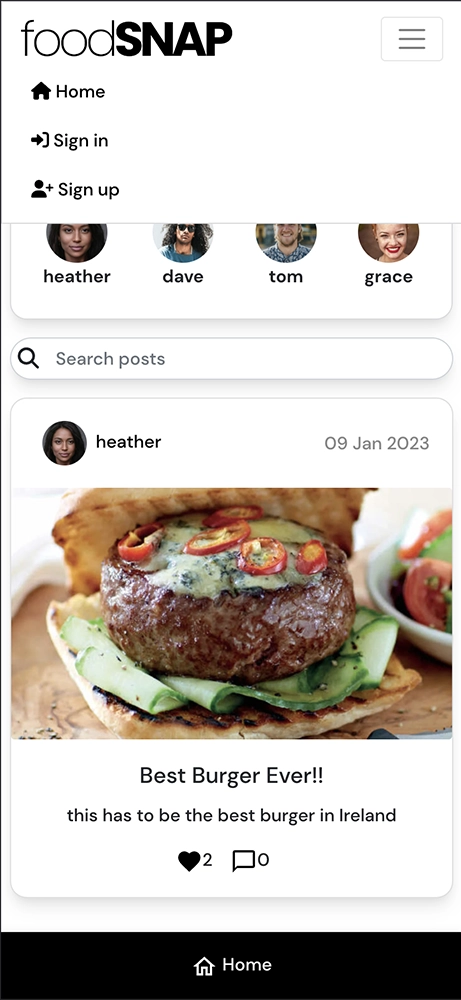 foodSNAP
Home
Sign in
Sign up
heather dave tom grace
Search posts
heather 09 Jan 2023
Best Burger Ever!!
this has to be the best burger in Ireland
2 0
Home